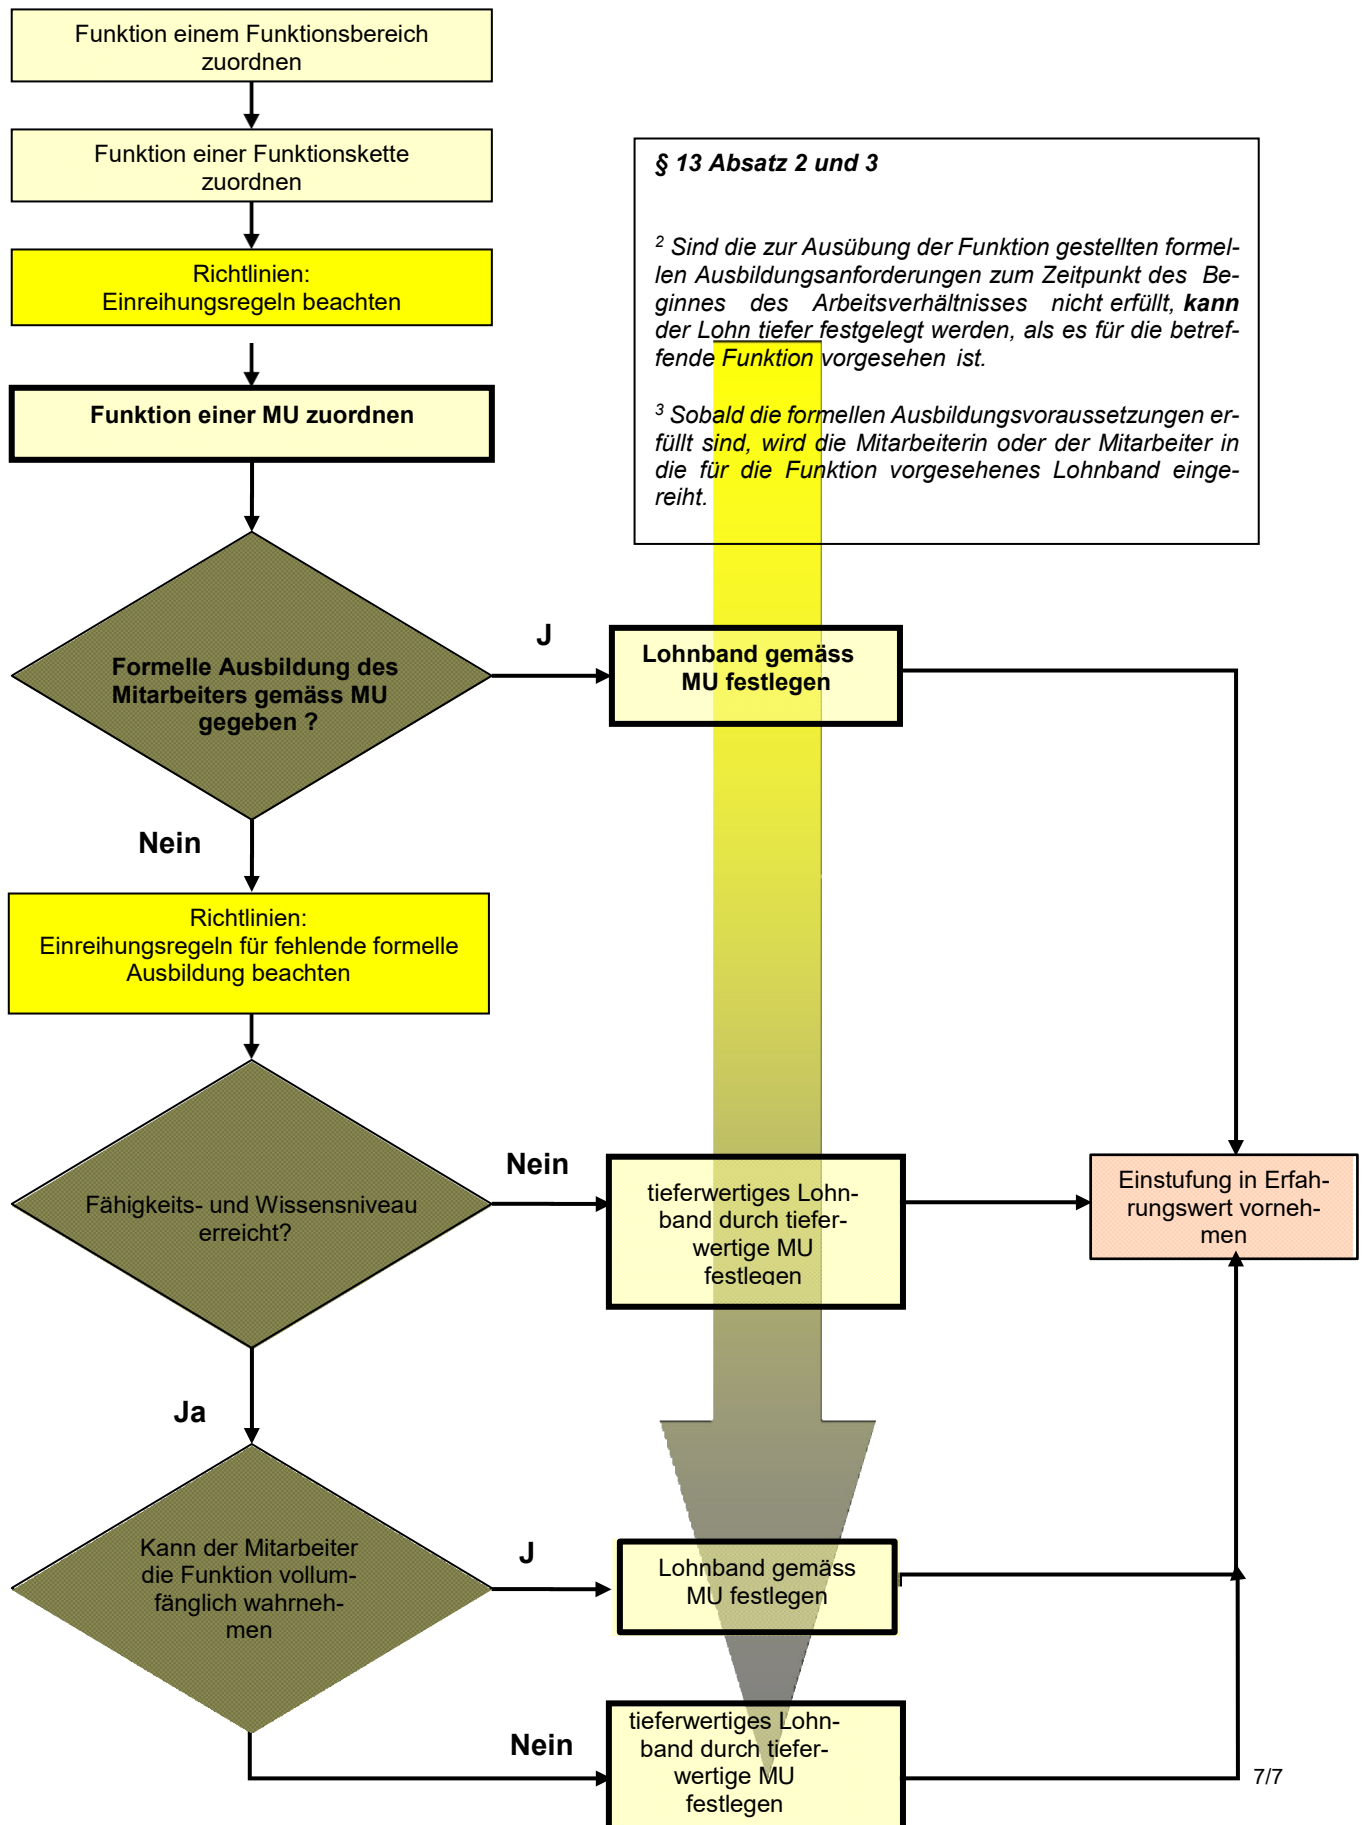 Funktion einem Funktionsbereich
zuordnen
Funktion einer Funktionskette
zuordnen
§ 13 Absatz 2 und 3
² Sind die zur Ausübung der Funktion gestellten formel-
len Ausbildungsanforderungen zum Zeitpunkt des Be-
ginnes des Arbeitsverhältnisses nicht erfüllt, kann
der Lohn tiefer festgelegt werden, als es für die betref-
fende Funktion vorgesehen ist.
³ Sobald die formellen Ausbildungsvoraussetzungen er-
füllt sind, wird die Mitarbeiterin oder der Mitarbeiter in
die für die Funktion vorgesehenes Lohnband einge-
reiht.
Richtlinien:
Einreihungsregeln beachten
Funktion einer MU zuordnen
Formelle Ausbildung des
Mitarbeiters gemäss MU
gegeben ?
J
Lohnband gemäss
MU festlegen
Nein
Richtlinien:
Einreihungsregeln für fehlende formelle
Ausbildung beachten
Fähigkeits- und Wissensniveau
erreicht?
Nein
tieferwertiges Lohn-
band durch tiefer-
wertige MU
festlegen
Einstufung in Erfah-
rungswert vorneh-
men
Ja
Kann der Mitarbeiter
die Funktion vollum-
fänglich wahrneh-
men
J
Lohnband gemäss
MU festlegen
Nein
tieferwertiges Lohn-
band durch tiefer-
wertige MU
festlegen
7/7